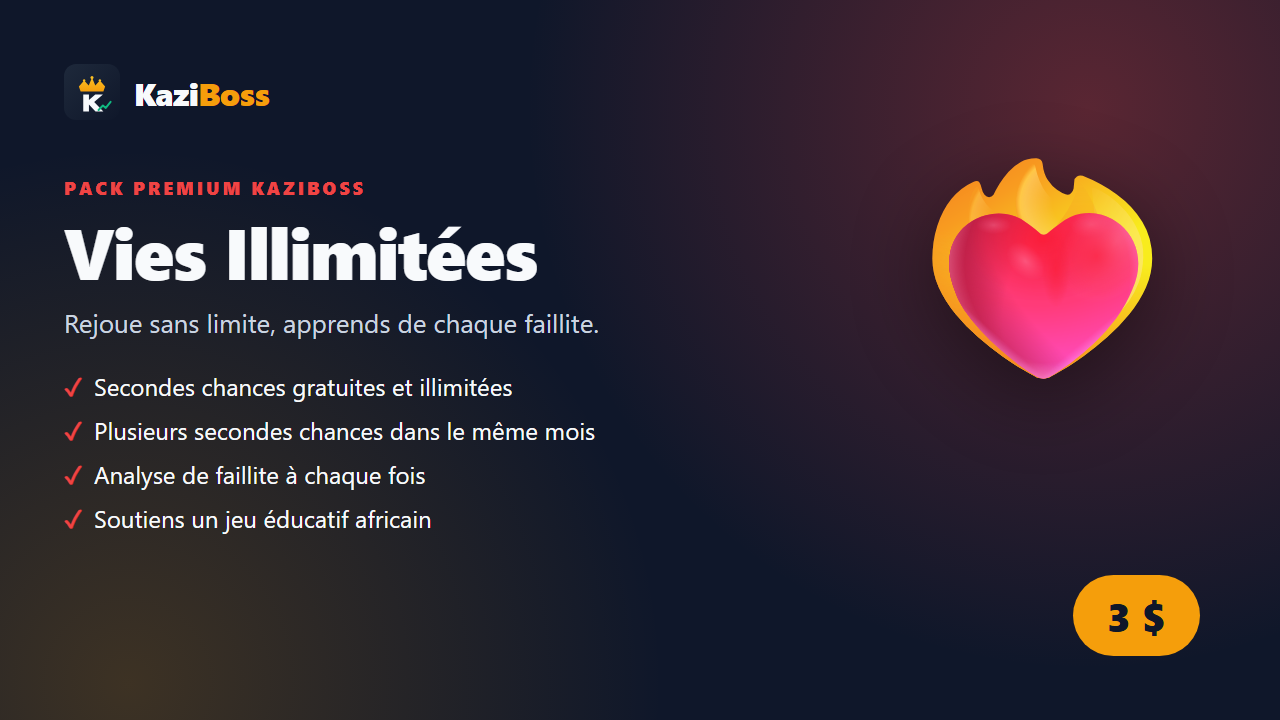 K
KaziBoss
PACK PREMIUM KAZIBOSS
Vies Illimitées
Rejoue sans limite, apprends de chaque faillite.
✓ Secondes chances gratuites et illimitées
✓ Plusieurs secondes chances dans le même mois
✓ Analyse de faillite à chaque fois
✓ Soutiens un jeu éducatif africain
3 $